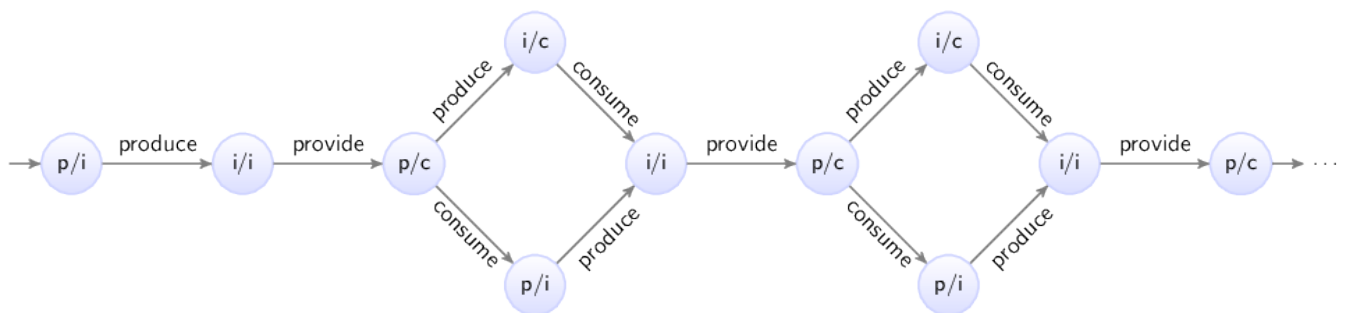 i/c i/c
produce consume produce consume
p/i produce i/i provide p/c i/i provide p/c i/i provide p/c ...
consume produce consume produce
p/i p/i